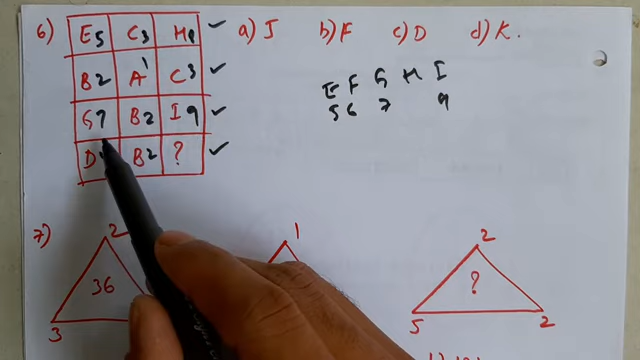 6) E5 C3 H8 ✓ a) J b) F c) D d) K.
B2 A1 C3 ✓ E F G H I
G7 B2 I9 ✓ 5 6 7 9
D B2 ? ✓
7) 2 1 2
36 ?
3 5 2